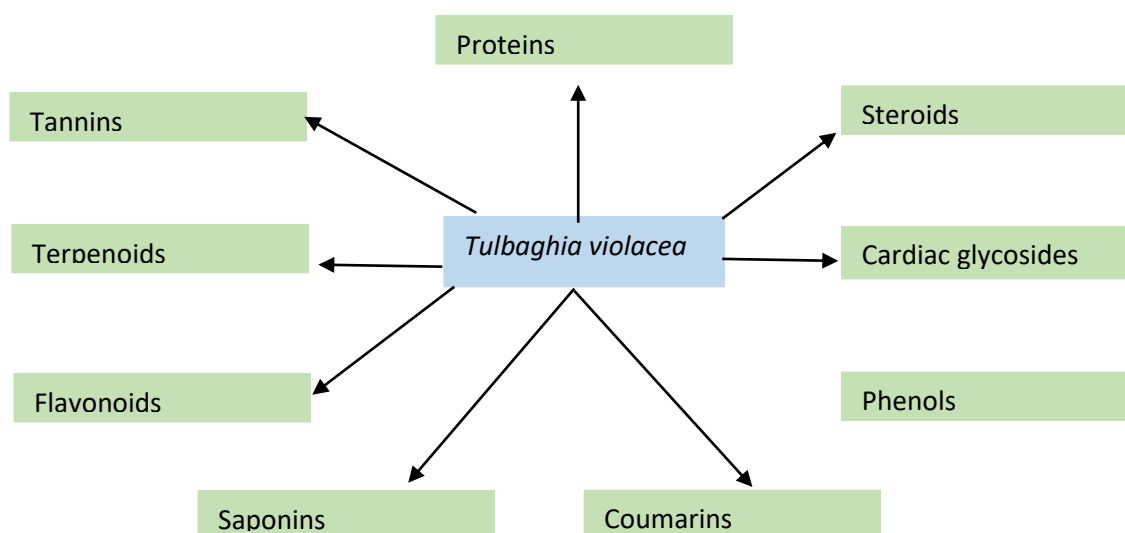 Proteins
Tannins
Steroids
Tulbaghia violacea
Terpenoids
Cardiac glycosides
Flavonoids
Phenols
Saponins
Coumarins